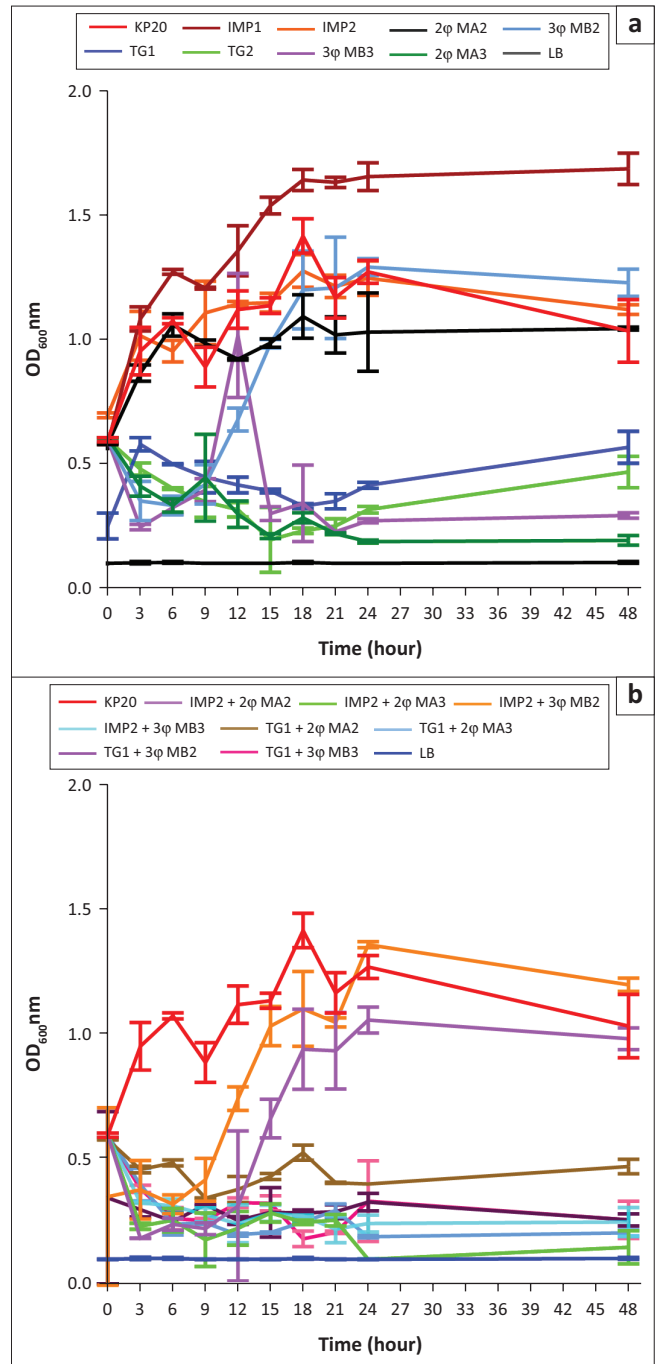 a
KP20 IMP1 IMP2 2φ MA2 3φ MB2
TG1 TG2 3φ MB3 2φ MA3 LB
2.0
1.5
1.0
0.5
0.0
OD600nm
0 3 6 9 12 15 18 21 24 27 30 33 36 39 42 45 48
Time (hour)
b
KP20 IMP2 + 2φ MA2 IMP2 + 2φ MA3 IMP2 + 3φ MB2
IMP2 + 3φ MB3 TG1 + 2φ MA2 TG1 + 2φ MA3
TG1 + 3φ MB2 TG1 + 3φ MB3 LB
2.0
1.5
1.0
0.5
0.0
OD600nm
0 3 6 9 12 15 18 21 24 27 30 33 36 39 42 45 48
Time (hour)